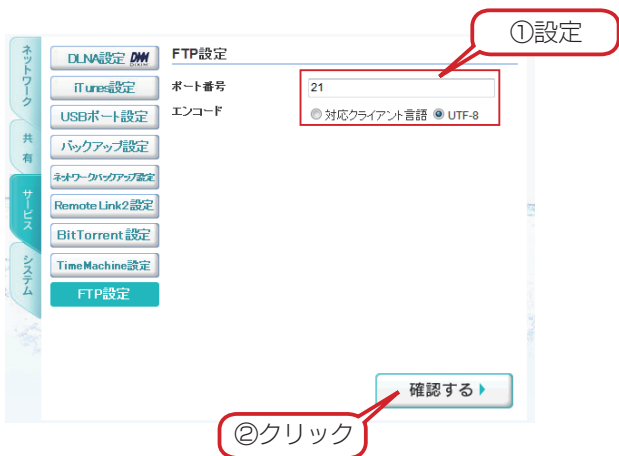 ①設定
ネットワーク
共有
サービス
システム
DLNA設定
iTunes設定
USBポート設定
バックアップ設定
ネットワークバックアップ設定
Remote Link2設定
BitTorrent設定
TimeMachine設定
FTP設定
FTP設定
ポート番号
21
エンコード
対応クライアント言語 UTF-8
確認する
②クリック